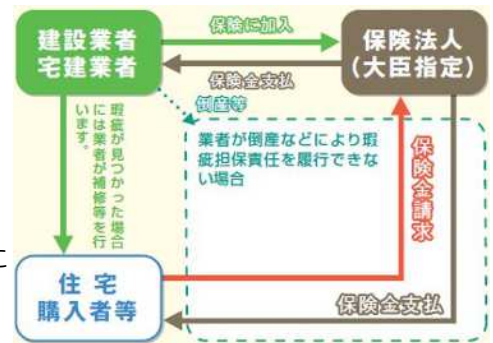 建設業者
宅建業者
保険に加入
保険金支払
保険法人
(大臣指定)
倒産等
瑕疵が見つかった場合
には業者が補修等を行
います。
業者が倒産などにより瑕
疵担保責任を履行できな
い場合
保険金請求
に
住 宅
購入者等
保険金支払